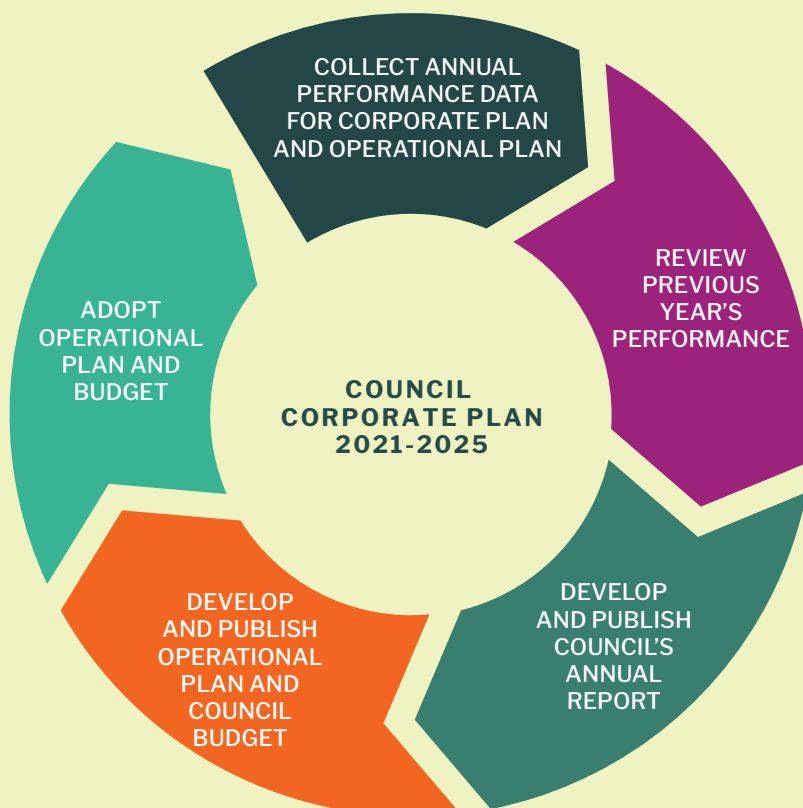 COLLECT ANNUAL
PERFORMANCE DATA
FOR CORPORATE PLAN
AND OPERATIONAL PLAN
REVIEW
PREVIOUS
YEAR'S
PERFORMANCE
DEVELOP
AND PUBLISH
COUNCIL'S
ANNUAL
REPORT
DEVELOP
AND PUBLISH
OPERATIONAL
PLAN AND
COUNCIL
BUDGET
ADOPT
OPERATIONAL
PLAN AND
BUDGET
COUNCIL
CORPORATE PLAN
2021-2025